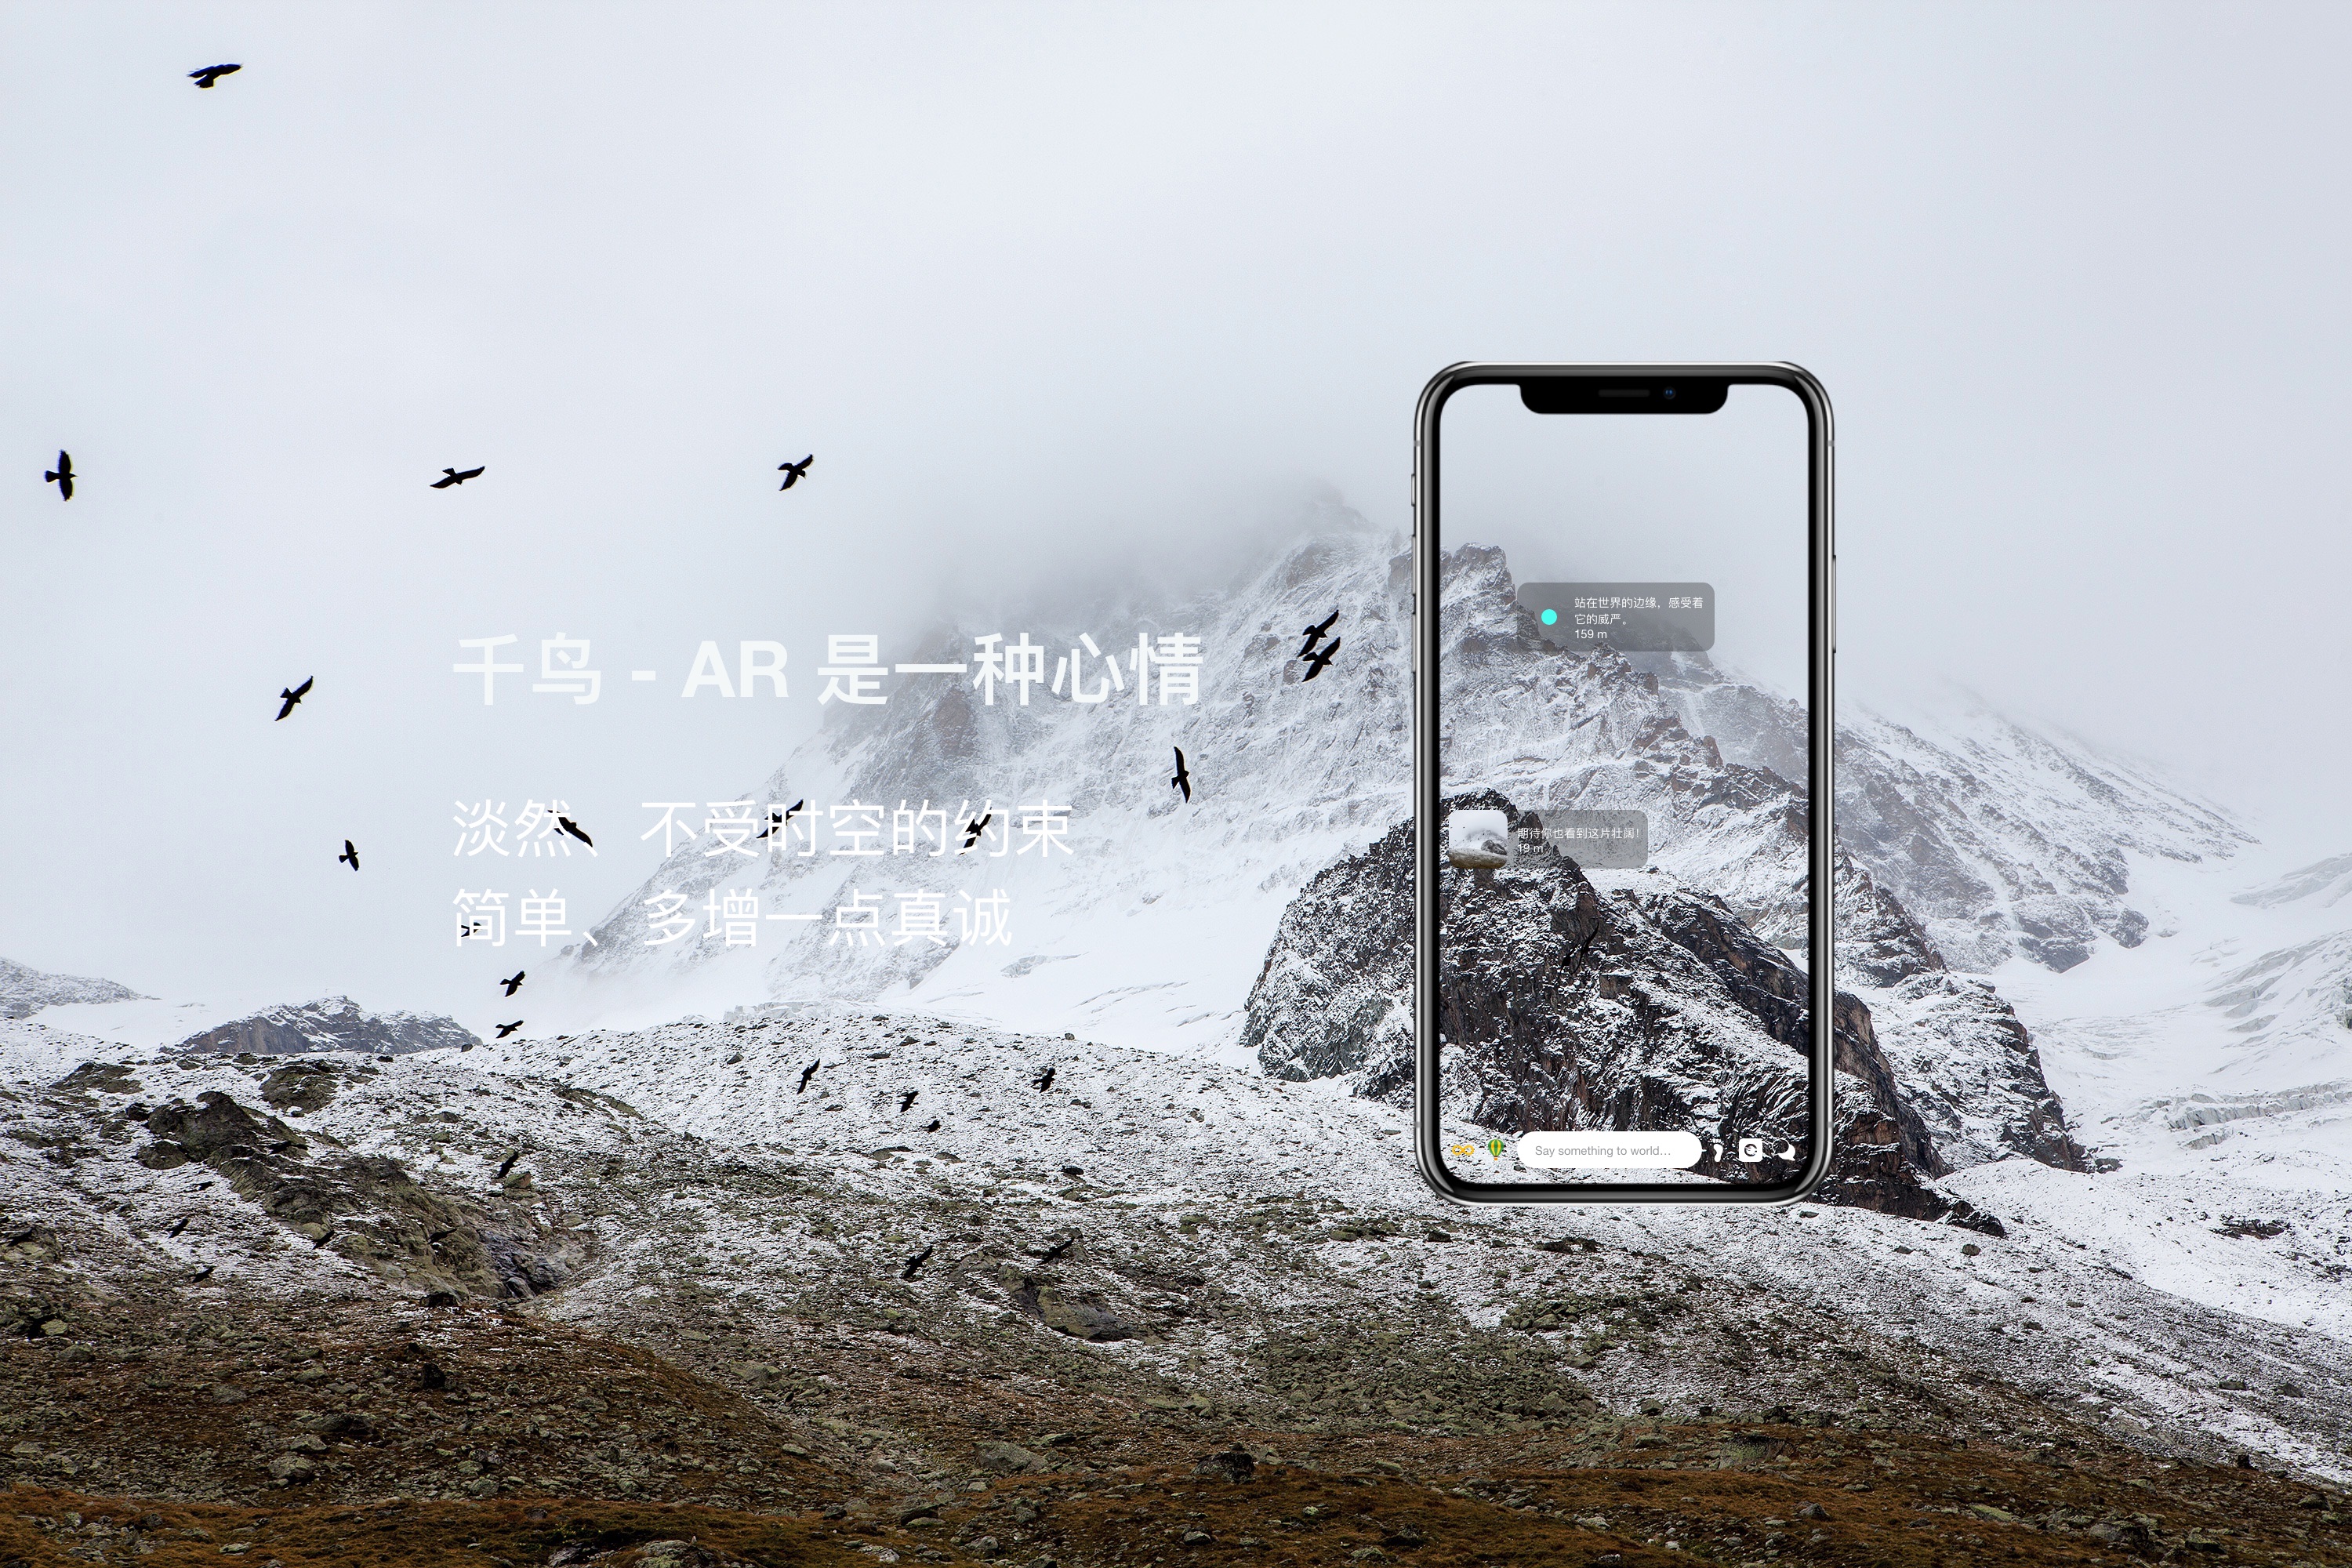 千鸟 - AR 是一种心情
淡然、不受时空的约束
简单、多增一点真诚
站在世界的边缘，感受着
它的威严。
159 m
期待你也看到这片壮阔！
19 m
Say something to world...